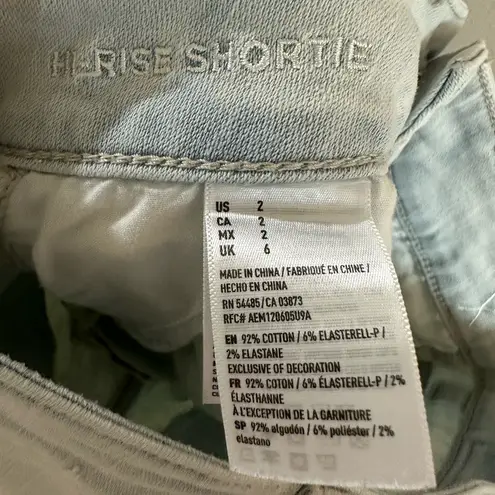 HI-RISE SHORTIE
US 2
CA 2
MX 2
UK 6
MADE IN CHINA / FABRIQUÉ EN CHINE /
HECHO EN CHINA
RN 54485/CA 03873
RFC# AEM120605U9A
EN 92% COTTON / 6% ELASTERELL-P /
2% ELASTANE
EXCLUSIVE OF DECORATION
FR 92% COTON / 6% ÉLASTERELL-P / 2%
ÉLASTHANNE
À L'EXCEPTION DE LA GARNITURE
SP 92% algodón / 6% poliéster / 2%
elastano